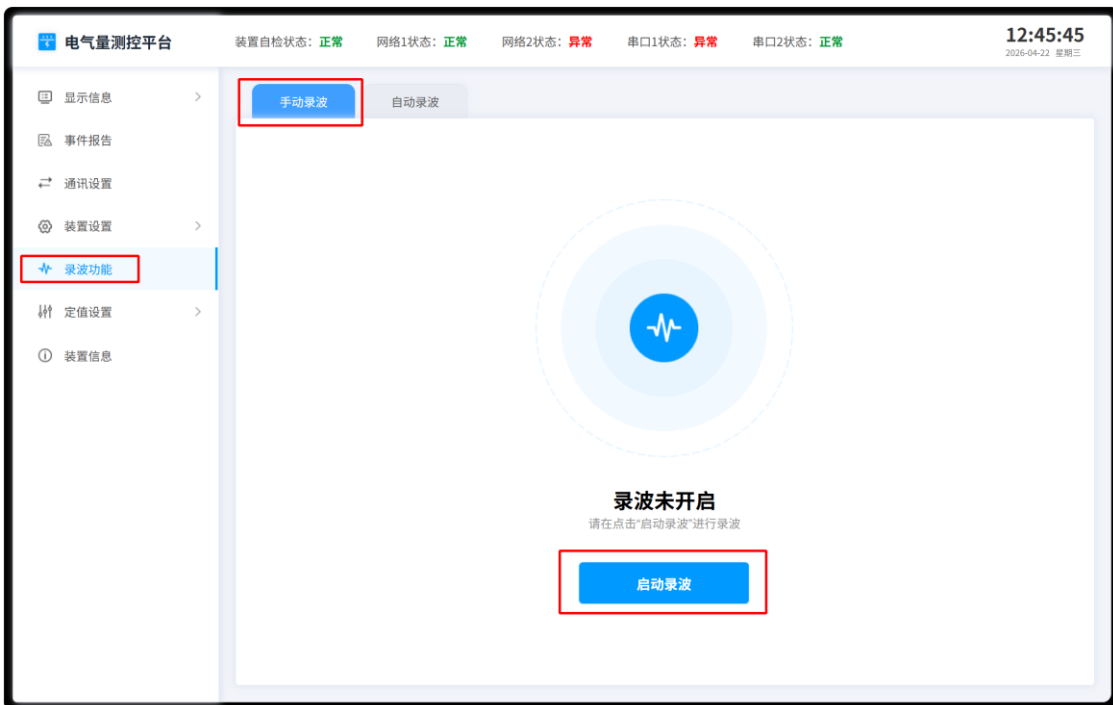 电气量测控平台
装置自检状态：正常 网络1状态：正常 网络2状态：异常 串口1状态：异常 串口2状态：正常
12:45:45
2026-04-22 星期三
显示信息
事件报告
通讯设置
装置设置
录波功能
定值设置
装置信息
手动录波 自动录波
录波未开启
请在点击“启动录波”进行录波
启动录波